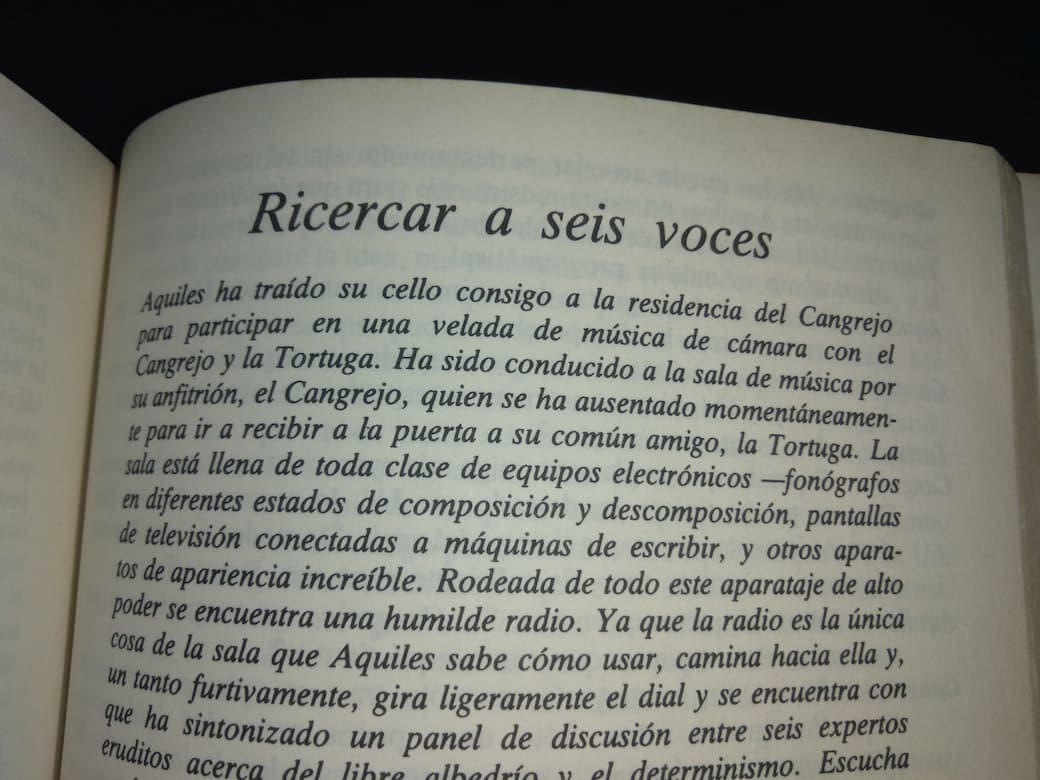 Ricercar a seis voces
Aquiles ha traído su cello consigo a la residencia del Cangrejo
para participar en una velada de música de cámara con el
Cangrejo y la Tortuga. Ha sido conducido a la sala de música por
su anfitrión, el Cangrejo, quien se ha ausentado momentáneamen-
te para ir a recibir a la puerta a su común amigo, la Tortuga. La
sala está llena de toda clase de equipos electrónicos —fonógrafos
en diferentes estados de composición y descomposición, pantallas
de televisión conectadas a máquinas de escribir, y otros apara-
tos de apariencia increíble. Rodeada de todo este aparataje de alto
poder se encuentra una humilde radio. Ya que la radio es la única
cosa de la sala que Aquiles sabe cómo usar, camina hacia ella y,
un tanto furtivamente, gira ligeramente el dial y se encuentra con
que ha sintonizado un panel de discusión entre seis expertos
eruditos acerca del libre albedrío y el determinismo. Escucha